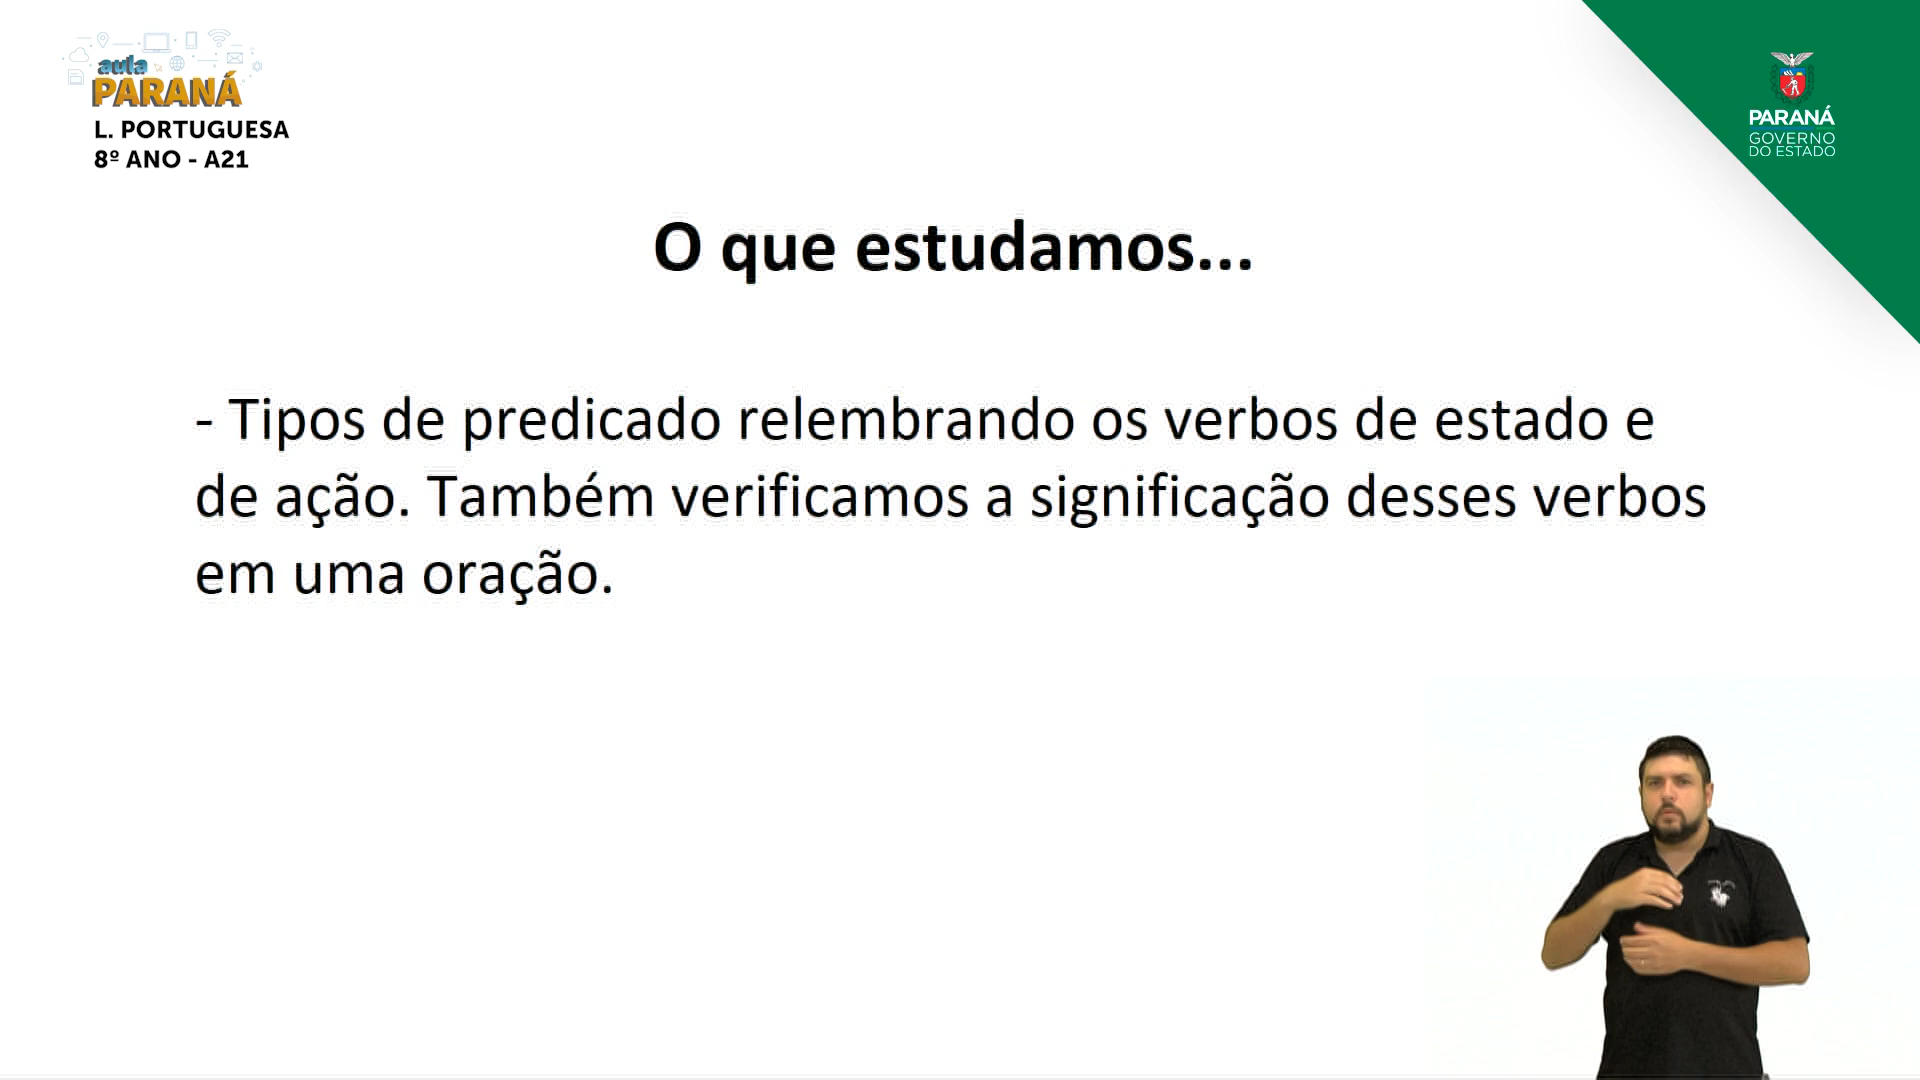 aula
PARANÁ
L. PORTUGUESA
8º ANO - A21
PARANÁ
GOVERNO
DO ESTADO
O que estudamos...
- Tipos de predicado relembrando os verbos de estado e
de ação. Também verificamos a significação desses verbos
em uma oração.